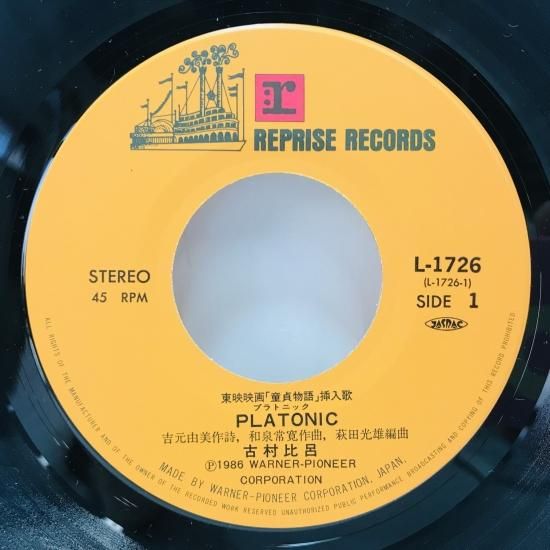 r
REPRISE RECORDS
STEREO
45 RPM
L-1726
(L-1726-1)
SIDE 1
JASRAC
東映映画「童貞物語」挿入歌
プラトニック
PLATONIC
吉元由美作詩, 和泉常寛作曲, 萩田光雄編曲
古村比呂
Ⓟ1986 WARNER-PIONEER
CORPORATION
MADE BY WARNER-PIONEER CORPORATION, JAPAN.
ALL RIGHTS OF THE MANUFACTURER AND OF THE OWNER OF THE RECORDED WORK RESERVED UNAUTHORIZED PUBLIC PERFORMANCE BROADCASTING AND COPYING OF THIS RECORD PROHIBITED